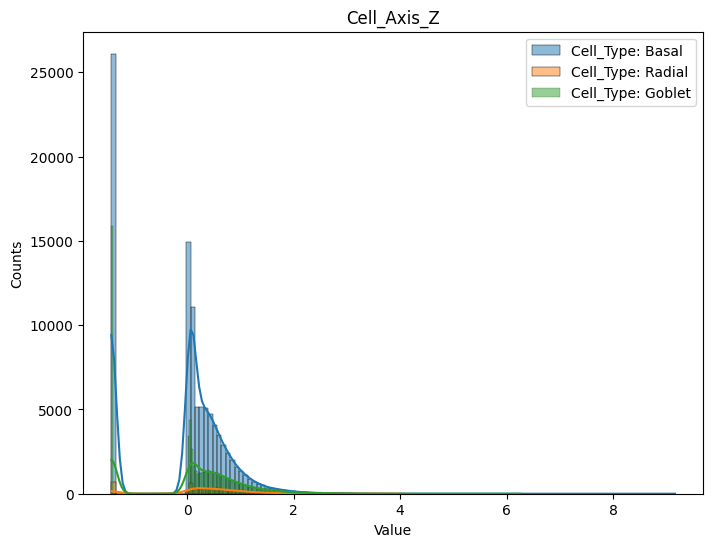 Cell_Axis_Z
Cell_Type: Basal
Cell_Type: Radial
Cell_Type: Goblet
Counts
25000
20000
15000
10000
5000
0
0 2 4 6 8
Value